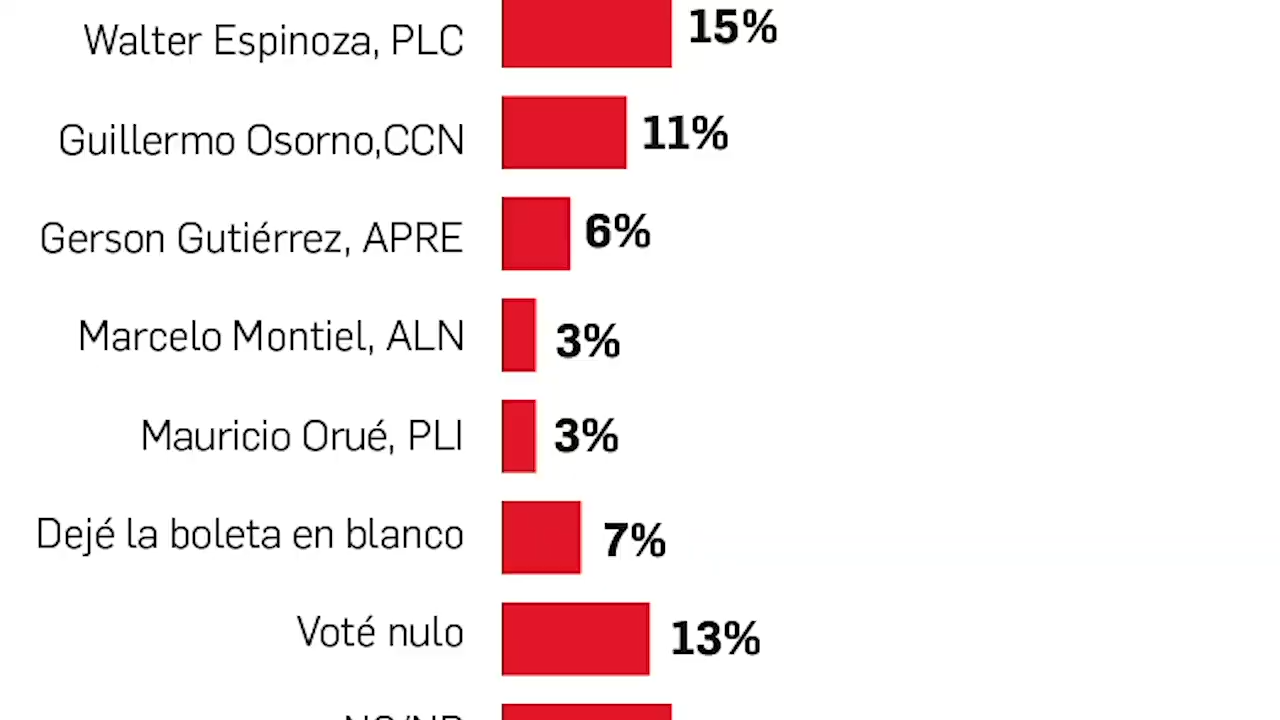 Walter Espinoza, PLC 15%
Guillermo Osorno,CCN 11%
Gerson Gutiérrez, APRE 6%
Marcelo Montiel, ALN 3%
Mauricio Orué, PLI 3%
Dejé la boleta en blanco 7%
Voté nulo 13%